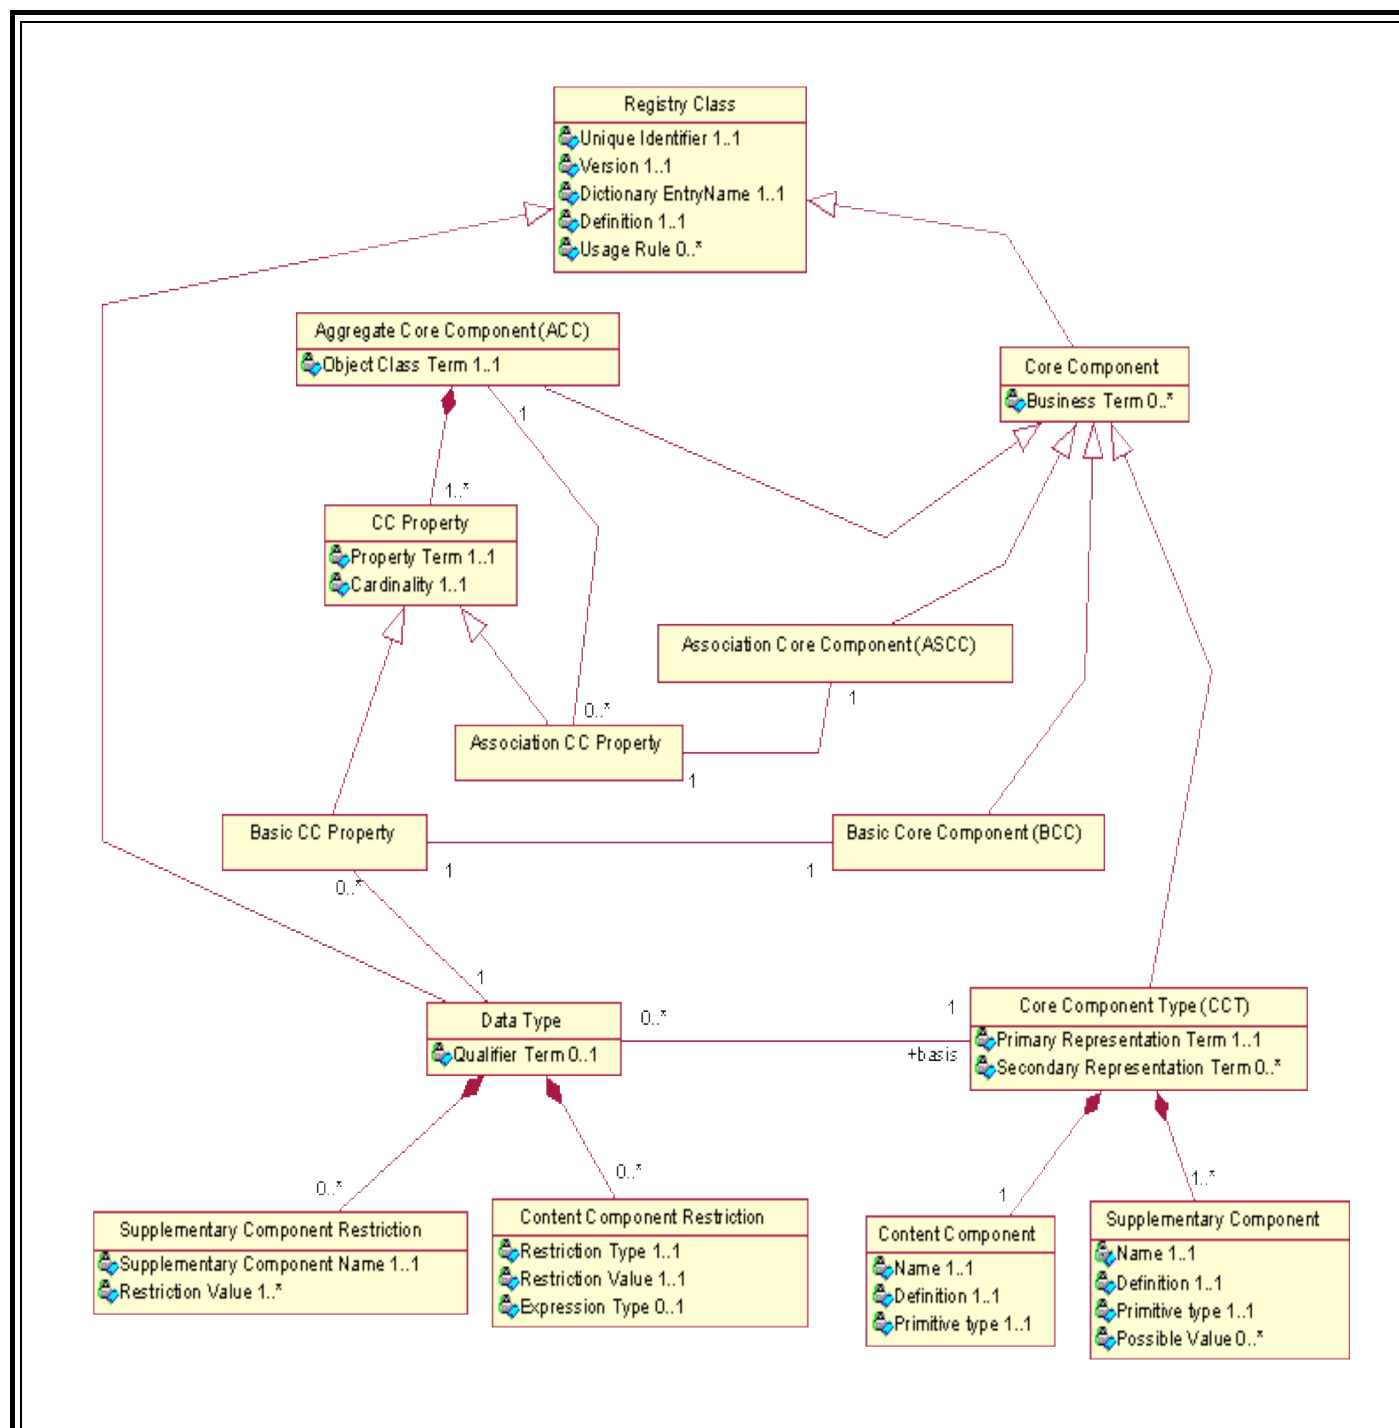 Registry Class
Unique Identifier 1..1
Version 1..1
Dictionary EntryName 1..1
Definition 1..1
Usage Rule 0..*
Aggregate Core Component (ACC)
Object Class Term 1..1
Core Component
Business Term 0..*
1
1..*
CC Property
Property Term 1..1
Cardinality 1..1
Association Core Component (ASCC)
1
0..*
Association CC Property
1
Basic CC Property
Basic Core Component (BCC)
1
1
0..*
1
Data Type
Qualifier Term 0..1
0..*
1
+basis
Core Component Type (CCT)
Primary Representation Term 1..1
Secondary Representation Term 0..*
0..*
0..*
1
1..*
Supplementary Component Restriction
Supplementary Component Name 1..1
Restriction Value 1..*
Content Component Restriction
Restriction Type 1..1
Restriction Value 1..1
Expression Type 0..1
Content Component
Name 1..1
Definition 1..1
Primitive type 1..1
Supplementary Component
Name 1..1
Definition 1..1
Primitive type 1..1
Possible Value 0..*